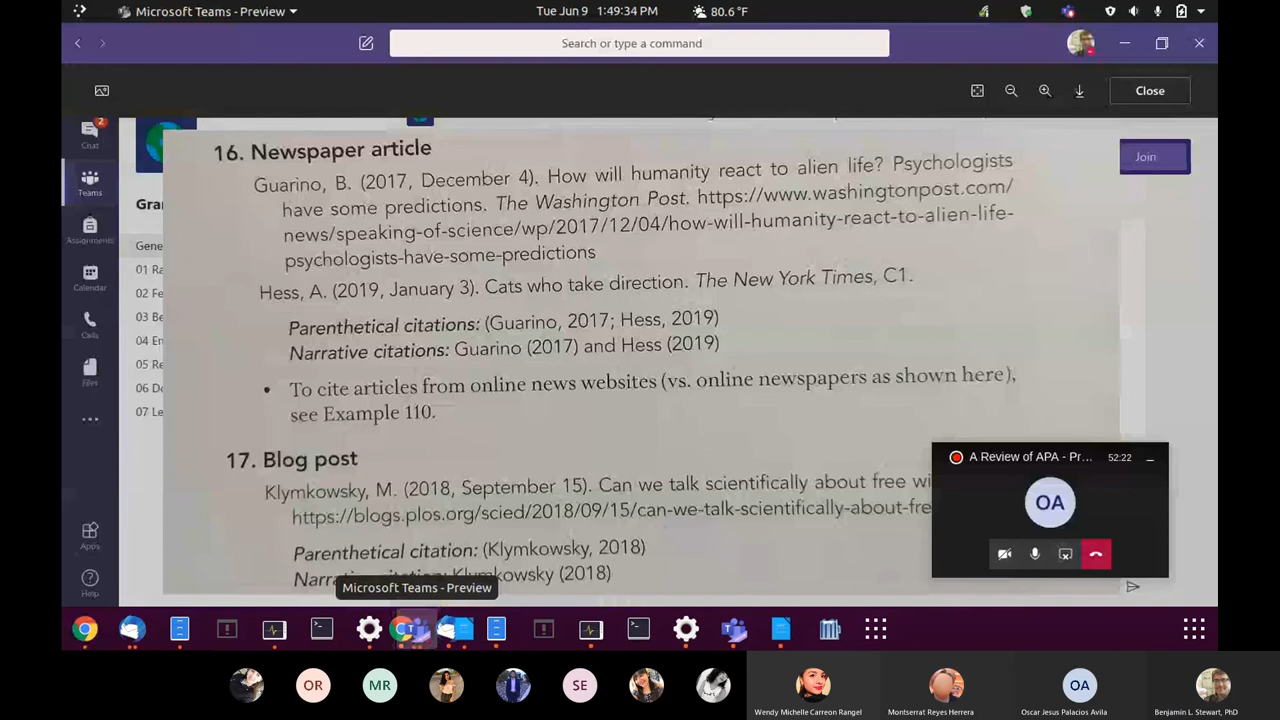 Microsoft Teams - Preview
Tue Jun 9 1:49:34 PM
80.6 °F
Search or type a command
Close
Chat
2
Teams
Assignments
Calendar
Calls
Files
Apps
Help
Gran
Gene
01 Ra
02 Fe
03 Be
04 En
05 Re
06 De
07 Le
Join
16. Newspaper article
Guarino, B. (2017, December 4). How will humanity react to alien life? Psychologists
have some predictions. The Washington Post. https://www.washingtonpost.com/
news/speaking-of-science/wp/2017/12/04/how-will-humanity-react-to-alien-life-
psychologists-have-some-predictions
Hess, A. (2019, January 3). Cats who take direction. The New York Times, C1.
Parenthetical citations: (Guarino, 2017; Hess, 2019)
Narrative citations: Guarino (2017) and Hess (2019)
• To cite articles from online news websites (vs. online newspapers as shown here),
see Example 110.
17. Blog post
Klymkowsky, M. (2018, September 15). Can we talk scientifically about free wi
https://blogs.plos.org/scied/2018/09/15/can-we-talk-scientifically-about-fre
Parenthetical citation: (Klymkowsky, 2018)
Narrative citation: Klymkowsky (2018)
A Review of APA - Pr...
52:22
OA
Microsoft Teams - Preview
OR
MR
SE
OA
Wendy Michelle Carreon Rangel
Montserrat Reyes Herrera
Oscar Jesus Palacios Avila
Benjamin L. Stewart, PhD